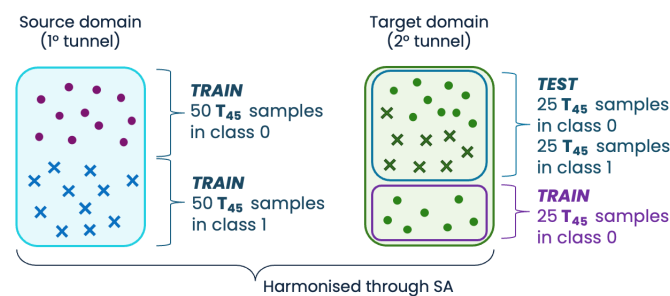 Source domain
(1º tunnel)
Target domain
(2º tunnel)
TRAIN
50 T₄₅ samples
in class 0
TRAIN
50 T₄₅ samples
in class 1
TEST
25 T₄₅ samples
in class 0
25 T₄₅ samples
in class 1
TRAIN
25 T₄₅ samples
in class 0
Harmonised through SA